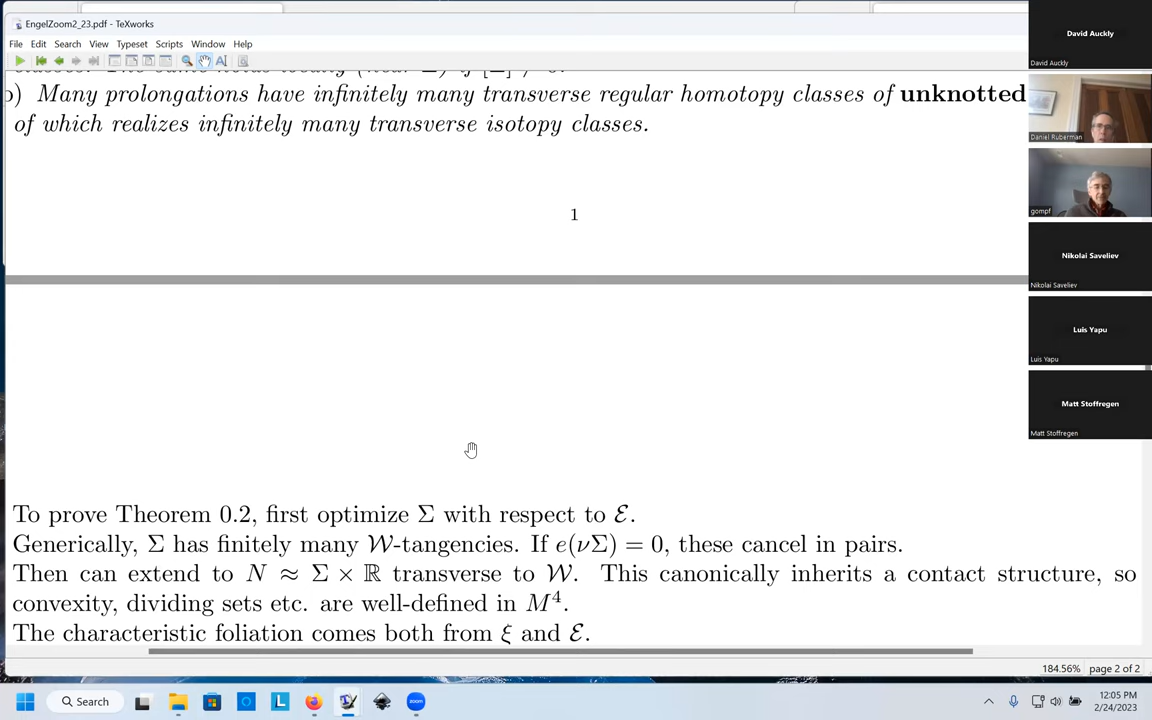 EngelZoom2_23.pdf - TeXworks
File Edit Search View Typeset Scripts Window Help
) Many prolongations have infinitely many transverse regular homotopy classes of unknotted
of which realizes infinitely many transverse isotopy classes.
1
To prove Theorem 0.2, first optimize Σ with respect to ℰ.
Generically, Σ has finitely many 𝒲-tangencies. If e(νΣ) = 0, these cancel in pairs.
Then can extend to N ≈ Σ × ℝ transverse to 𝒲. This canonically inherits a contact structure, so
convexity, dividing sets etc. are well-defined in M⁴.
The characteristic foliation comes both from ξ and ℰ.
184.56% page 2 of 2
David Auckly
David Auckly
Daniel Ruberman
gompf
Nikolai Saveliev
Nikolai Saveliev
Luis Yapu
Luis Yapu
Matt Stoffregen
Matt Stoffregen
Search
L
zoom
12:05 PM
2/24/2023